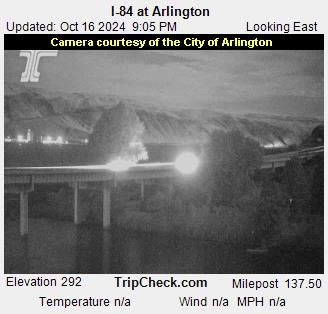 I-84 at Arlington
Updated: Oct 16 2024 9:05 PM Looking East
Camera courtesy of the City of Arlington
Elevation 292 TripCheck.com Milepost 137.50
Temperature n/a Wind n/a MPH n/a